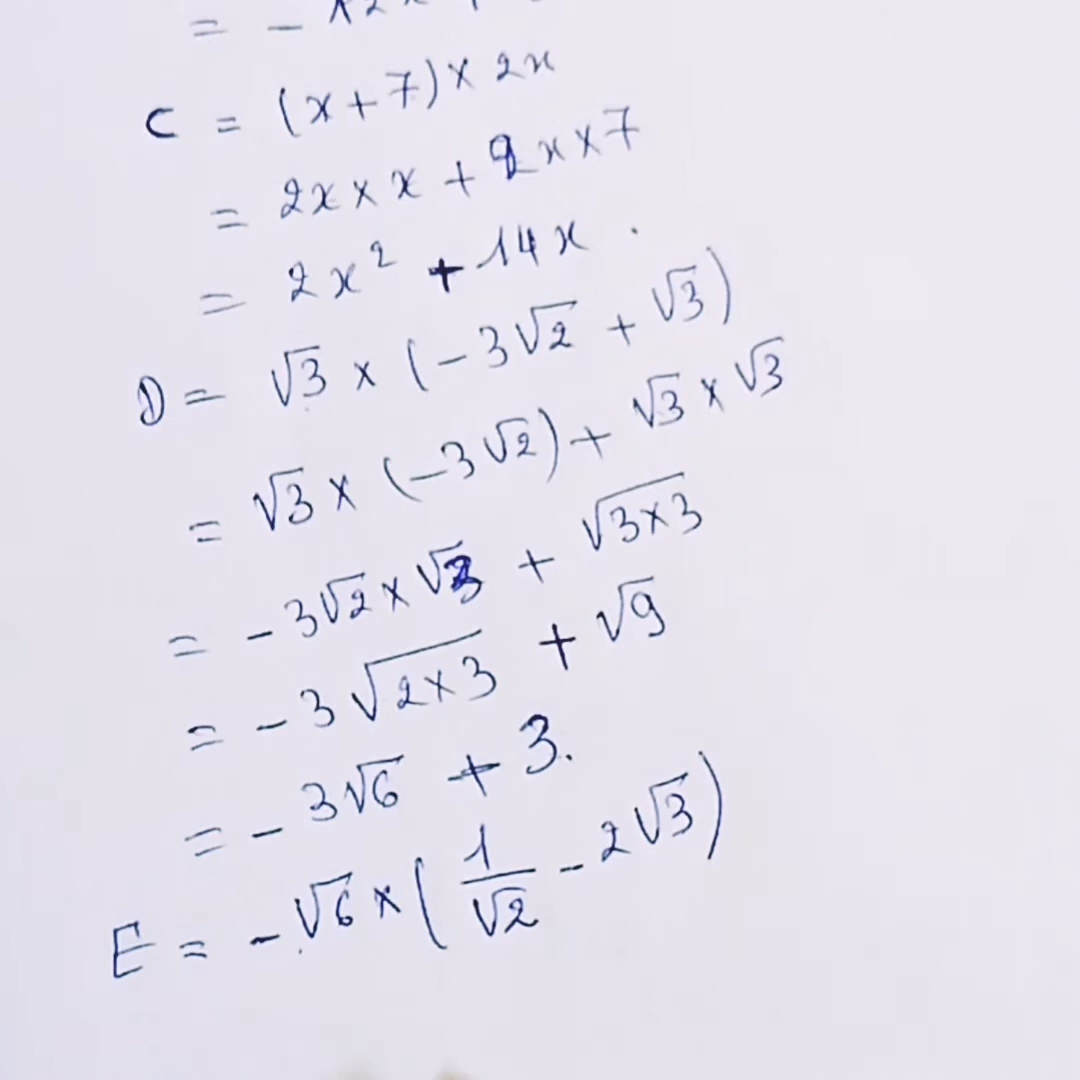 C = (x+7)×2x
= 2x×x + 2x×7
= 2x² + 14x.
D = √3 × (-3√2 + √3)
= √3 × (-3√2) + √3 × √3
= -3√2 × √3 + √(3×3)
= -3√(2×3) + √9
= -3√6 + 3.
E = -√6 × (1/√2 - 2√3)